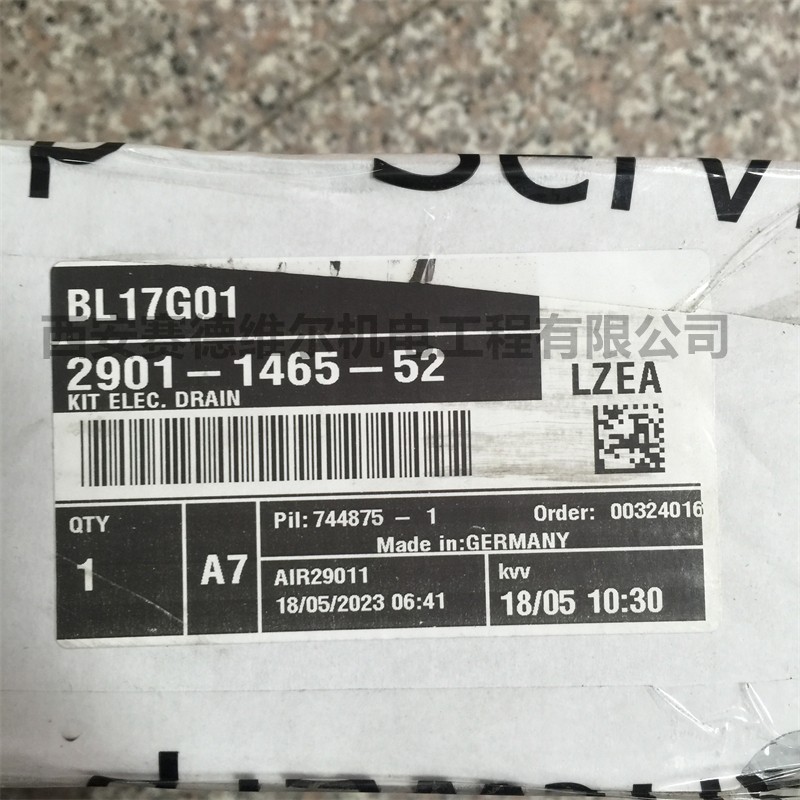 Serv
BL17G01
西安赛德维尔机电工程有限公司
2901-1465-52
KIT ELEC. DRAIN
LZEA
QTY
1
A7
Pil: 744875 - 1
Order: 00324016
Made in:GERMANY
AIR29011
18/05/2023 06:41
kvv
18/05 10:30